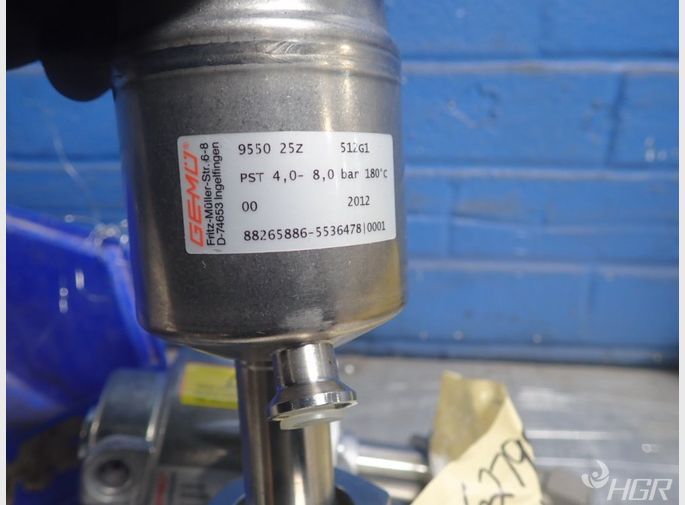 GEMÜ®
Fritz-Müller-Str. 6-8
D-74653 Ingelfingen
9550 25Z 512G1
PST 4,0- 8,0 bar 180°C
00 2012
88265886-5536478|0001
HGR